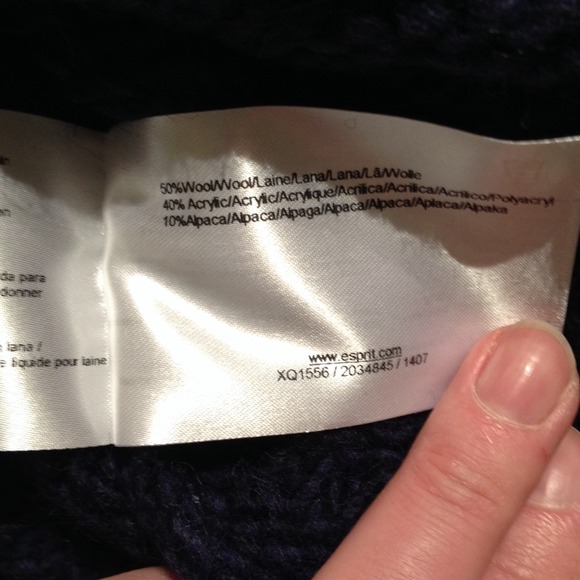 da para
donner
lana /
e liquide pour laine
50%Wool/Wool/Laine/Lana/Lana/Lã/Wolle
40% Acrylic/Acrylic/Acrylique/Acrilica/Acrilica/Acrilico/Polyacryl
10%Alpaca/Alpaca/Alpaga/Alpaca/Alpaca/Aplaca/Alpaka
www.esprit.com
XQ1556 / 2034845 / 1407